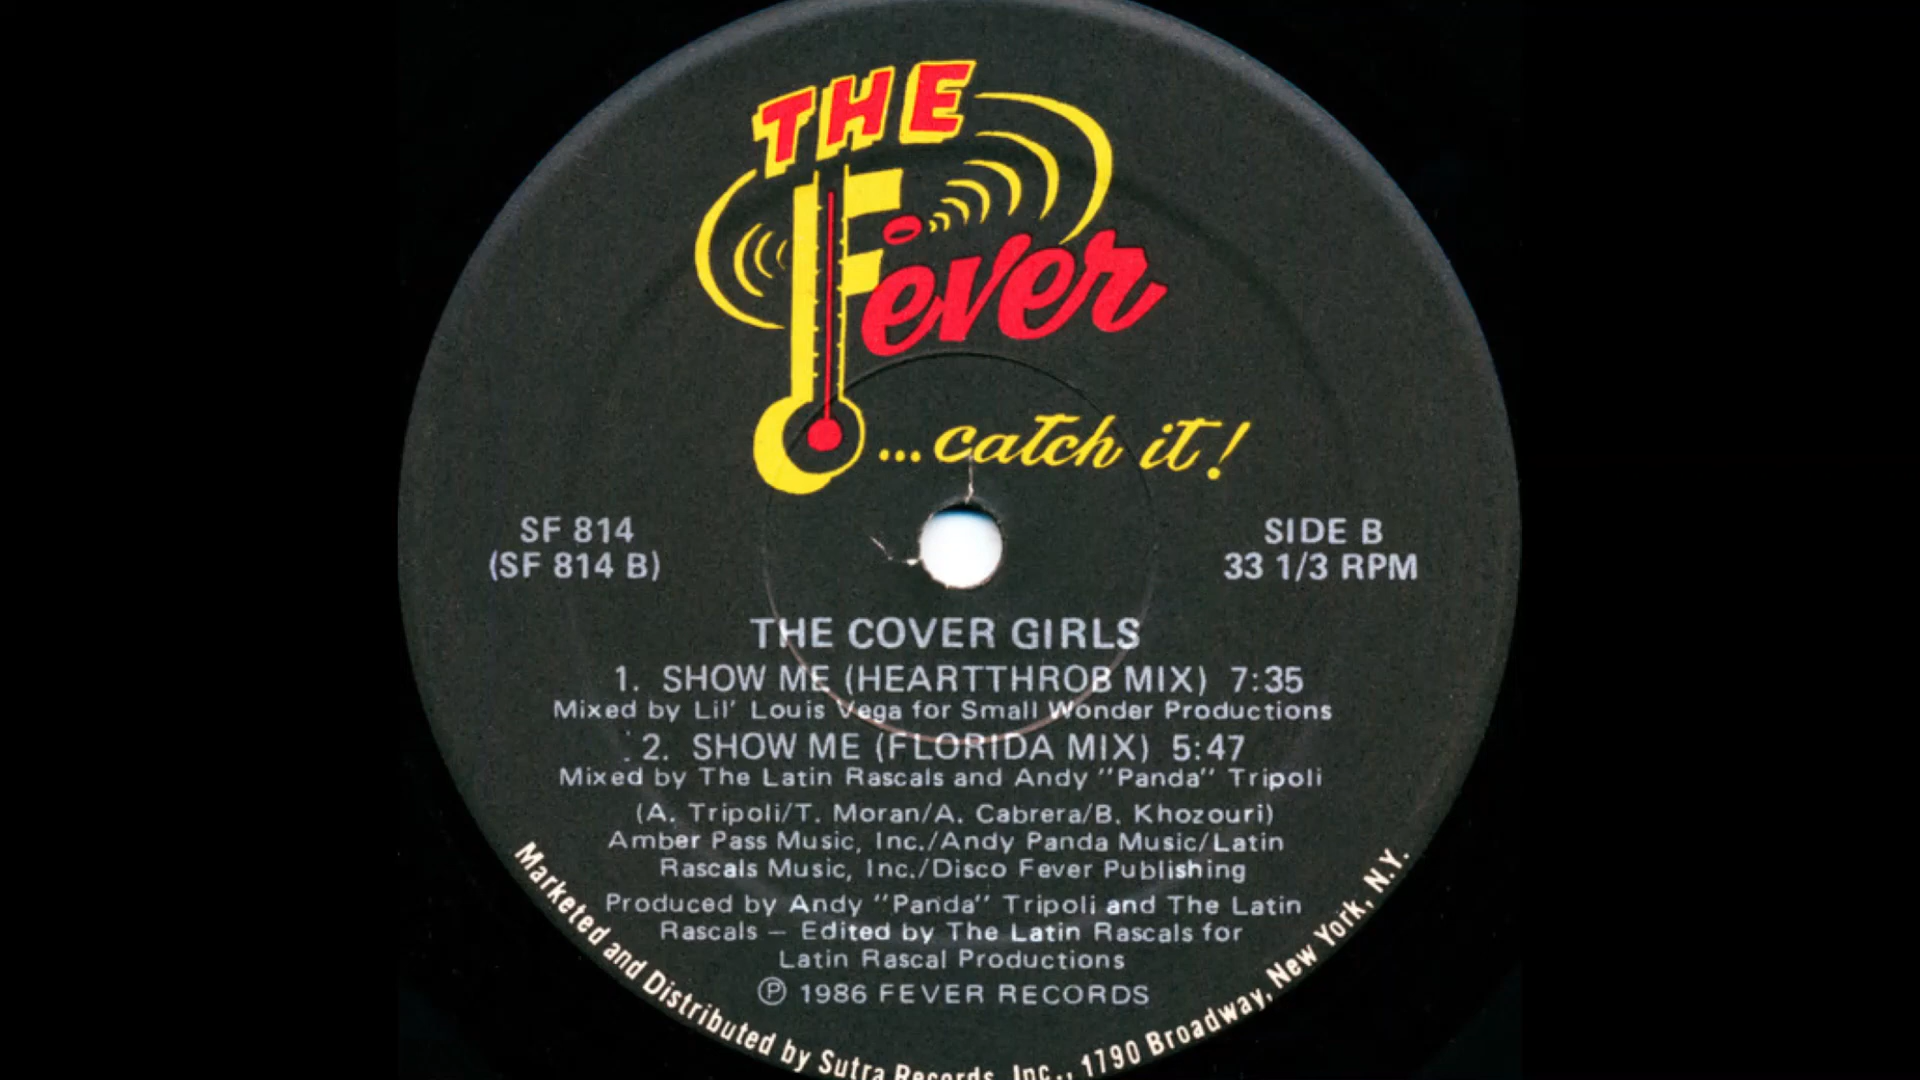 THE
Fever
...catch it!
SF 814
(SF 814 B)
SIDE B
33 1/3 RPM
THE COVER GIRLS
1. SHOW ME (HEARTTHROB MIX) 7:35
Mixed by Lil' Louis Vega for Small Wonder Productions
2. SHOW ME (FLORIDA MIX) 5:47
Mixed by The Latin Rascals and Andy "Panda" Tripoli
(A. Tripoli/T. Moran/A. Cabrera/B. Khozouri)
Amber Pass Music, Inc./Andy Panda Music/Latin
Rascals Music, Inc./Disco Fever Publishing
Produced by Andy "Panda" Tripoli and The Latin
Rascals — Edited by The Latin Rascals for
Latin Rascal Productions
Ⓟ 1986 FEVER RECORDS
Marketed and Distributed by Sutra Records, Inc., 1790 Broadway, New York, N.Y.